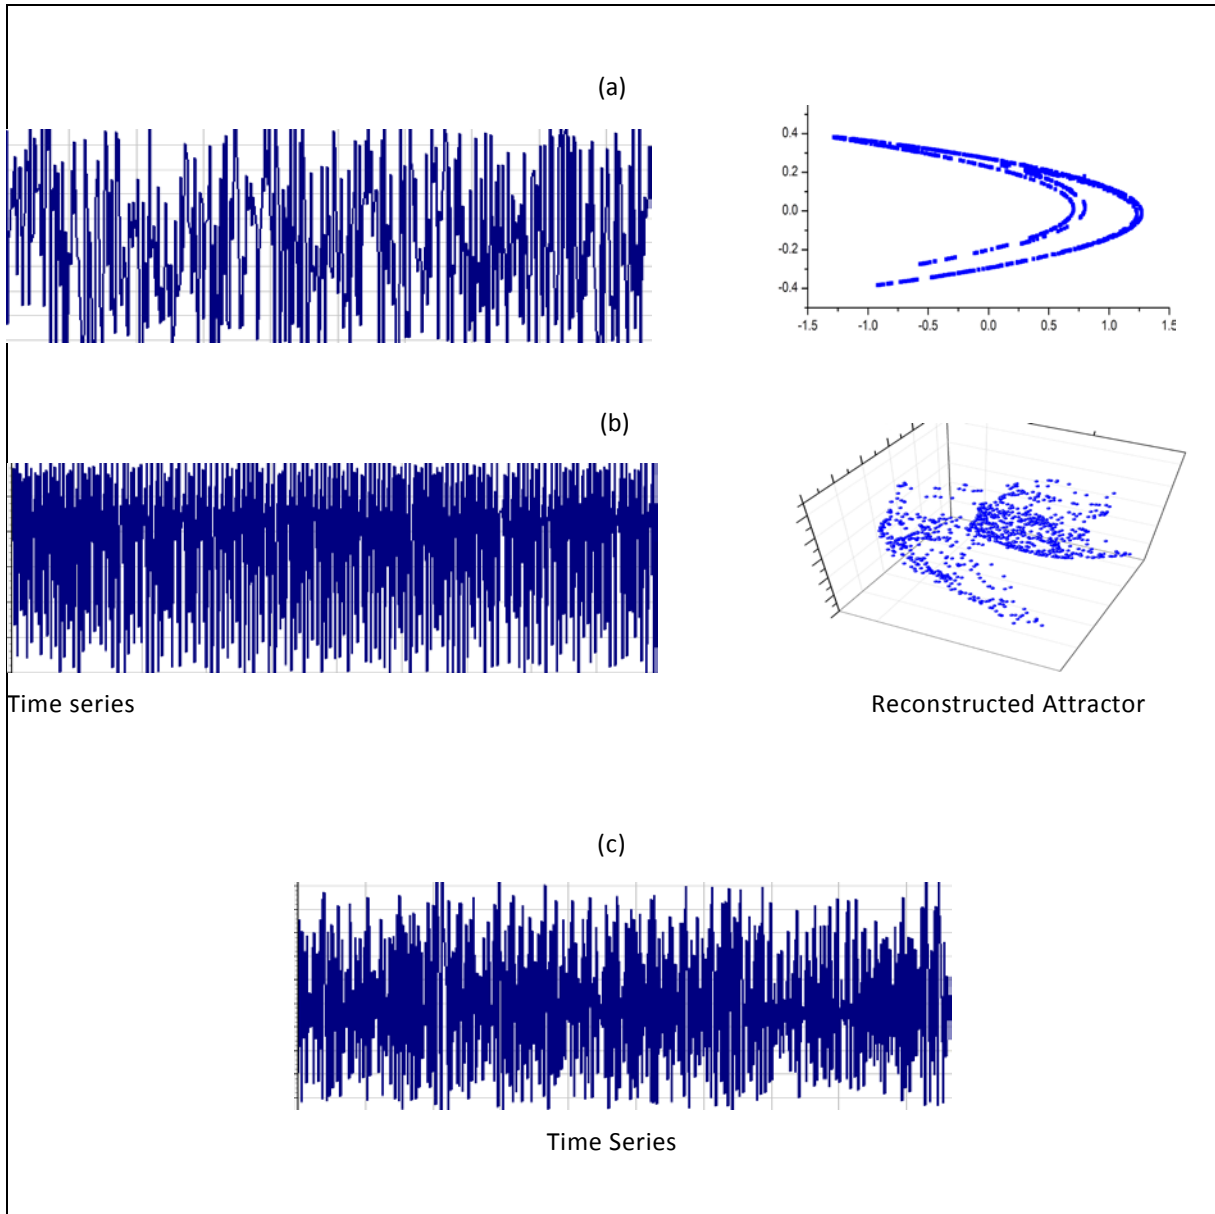 (a)
0.4
0.2
0.0
-0.2
-0.4
-1.5 -1.0 -0.5 0.0 0.5 1.0 1.5
(b)
Time series Reconstructed Attractor
(c)
Time Series